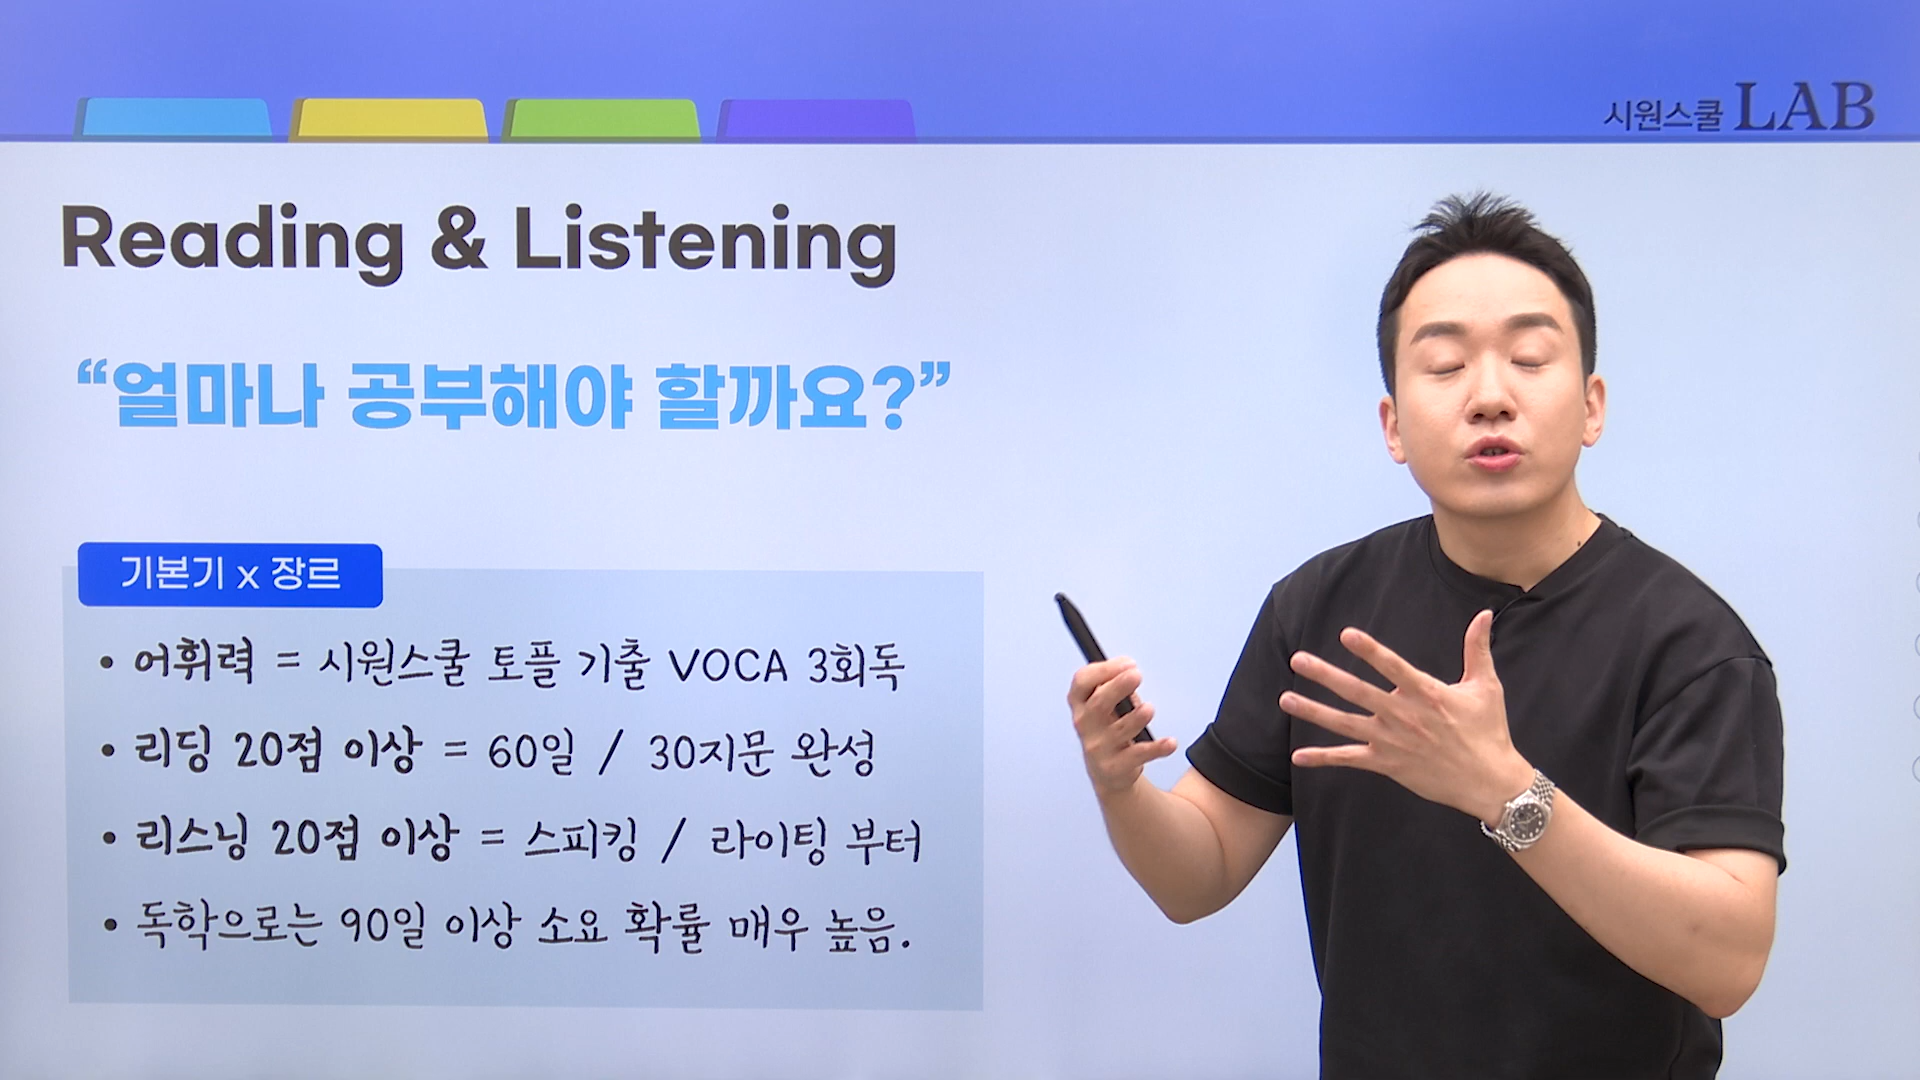 시원스쿨 LAB
Reading & Listening
“얼마나 공부해야 할까요?”
기본기 x 장르
• 어휘력 = 시원스쿨 토플 기출 VOCA 3회독
• 리딩 20점 이상 = 60일 / 30지문 완성
• 리스닝 20점 이상 = 스피킹 / 라이팅 부터
• 독학으로는 90일 이상 소요 확률 매우 높음.